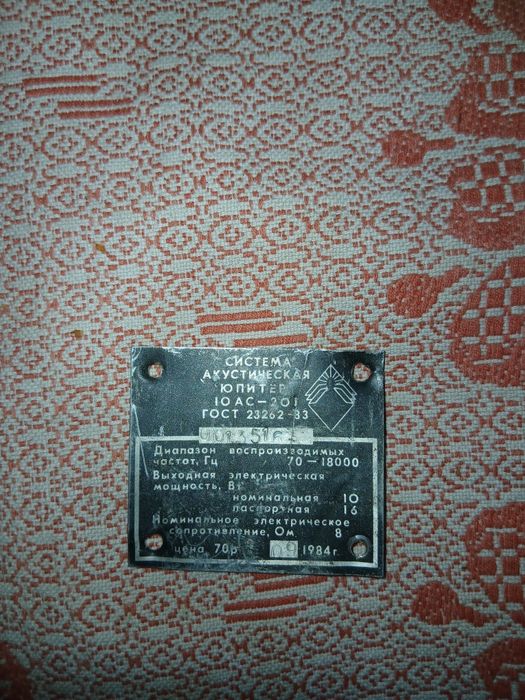 СИСТЕМА
АКУСТИЧЕСКАЯ
ЮПИТЕР
10АС-201
ГОСТ 23262-83
Диапазон воспроизводимых
частот, Гц 70-18000
Выходная электрическая
мощность, Вт
номинальная 10
паспортная 16
Номинальное электрическое
сопротивление, Ом 8
цена 70р 09 1984г.